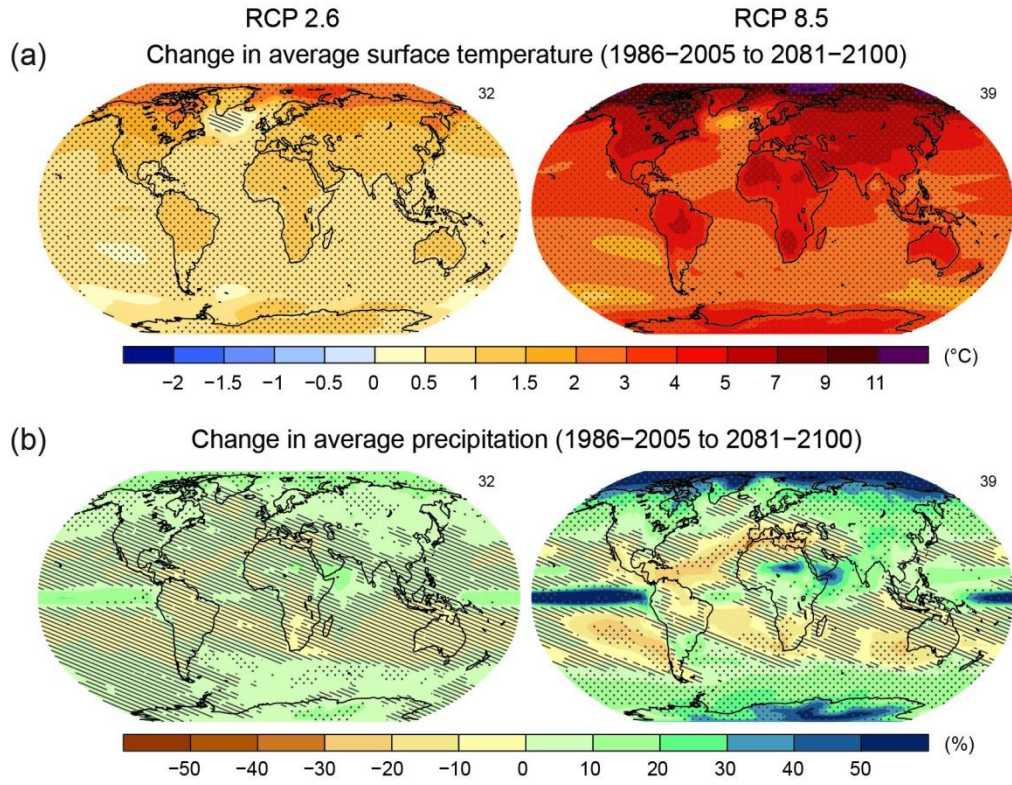 RCP 2.6 RCP 8.5
(a) Change in average surface temperature (1986−2005 to 2081−2100)
32 39
−2 −1.5 −1 −0.5 0 0.5 1 1.5 2 3 4 5 7 9 11 (°C)
(b) Change in average precipitation (1986−2005 to 2081−2100)
32 39
−50 −40 −30 −20 −10 0 10 20 30 40 50 (%)